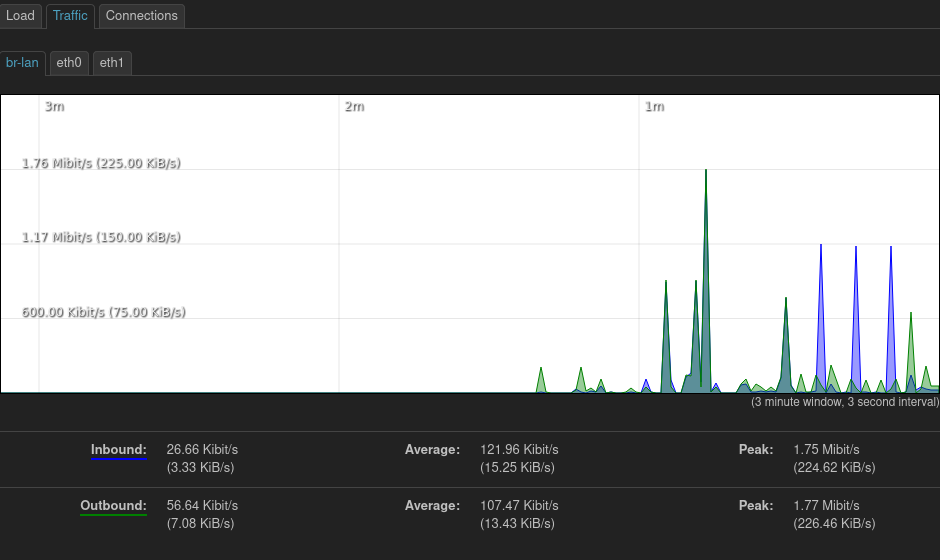 Load Traffic Connections
br-lan eth0 eth1
3m 2m 1m
1.76 Mibit/s (225.00 KiB/s)
1.17 Mibit/s (150.00 KiB/s)
600.00 Kibit/s (75.00 KiB/s)
(3 minute window, 3 second interval)
Inbound: 26.66 Kibit/s Average: 121.96 Kibit/s Peak: 1.75 Mibit/s
(3.33 KiB/s) (15.25 KiB/s) (224.62 KiB/s)
Outbound: 56.64 Kibit/s Average: 107.47 Kibit/s Peak: 1.77 Mibit/s
(7.08 KiB/s) (13.43 KiB/s) (226.46 KiB/s)